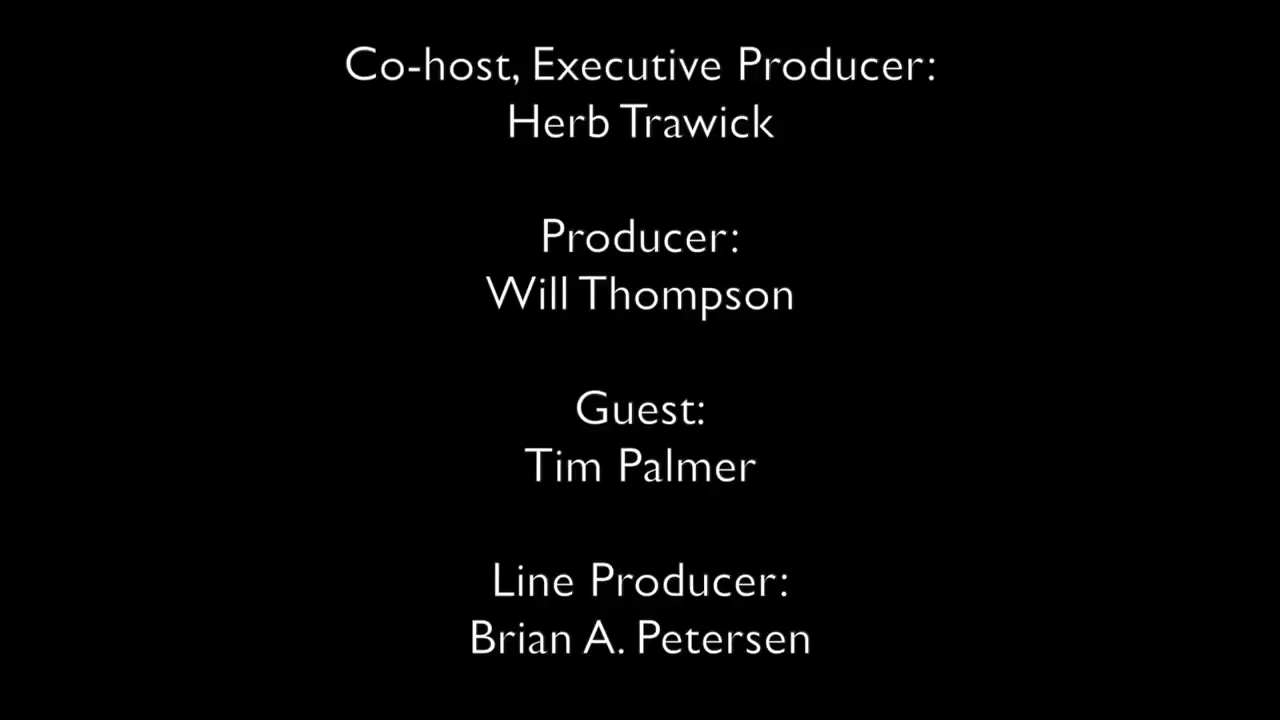 Co-host, Executive Producer:
Herb Trawick
Producer:
Will Thompson
Guest:
Tim Palmer
Line Producer:
Brian A. Petersen